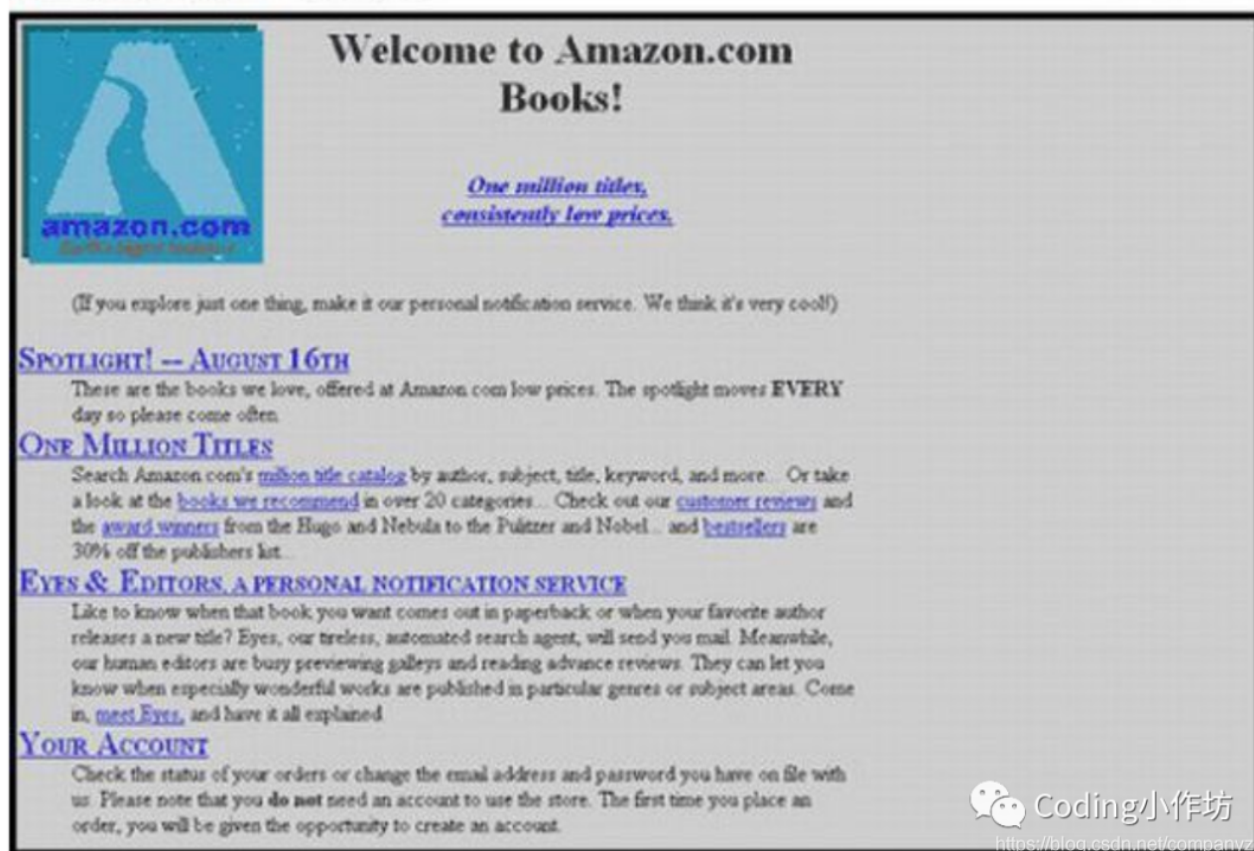 Welcome to Amazon.com
Books!
One million titles,
consistently low prices.
amazon.com
(If you explore just one thing, make it our personal notification service. We think it's very cool!)
SPOTLIGHT! -- AUGUST 16TH
These are the books we love, offered at Amazon.com low prices. The spotlight moves EVERY
day so please come often.
ONE MILLION TITLES
Search Amazon.com's million title catalog by author, subject, title, keyword, and more... Or take
a look at the books we recommend in over 20 categories... Check out our customer reviews and
the award winners from the Hugo and Nebula to the Pulitzer and Nobel... and bestsellers are
30% off the publishers list...
EYES & EDITORS, A PERSONAL NOTIFICATION SERVICE
Like to know when that book you want comes out in paperback or when your favorite author
releases a new title? Eyes, our tireless, automated search agent, will send you mail. Meanwhile,
our human editors are busy previewing galleys and reading advance reviews. They can let you
know when especially wonderful works are published in particular genres or subject areas. Come
in, meet Eyes, and have it all explained.
YOUR ACCOUNT
Check the status of your orders or change the email address and password you have on file with
us. Please note that you do not need an account to use the store. The first time you place an
order, you will be given the opportunity to create an account.
Coding小作坊
https://blog.csdn.net/companyz